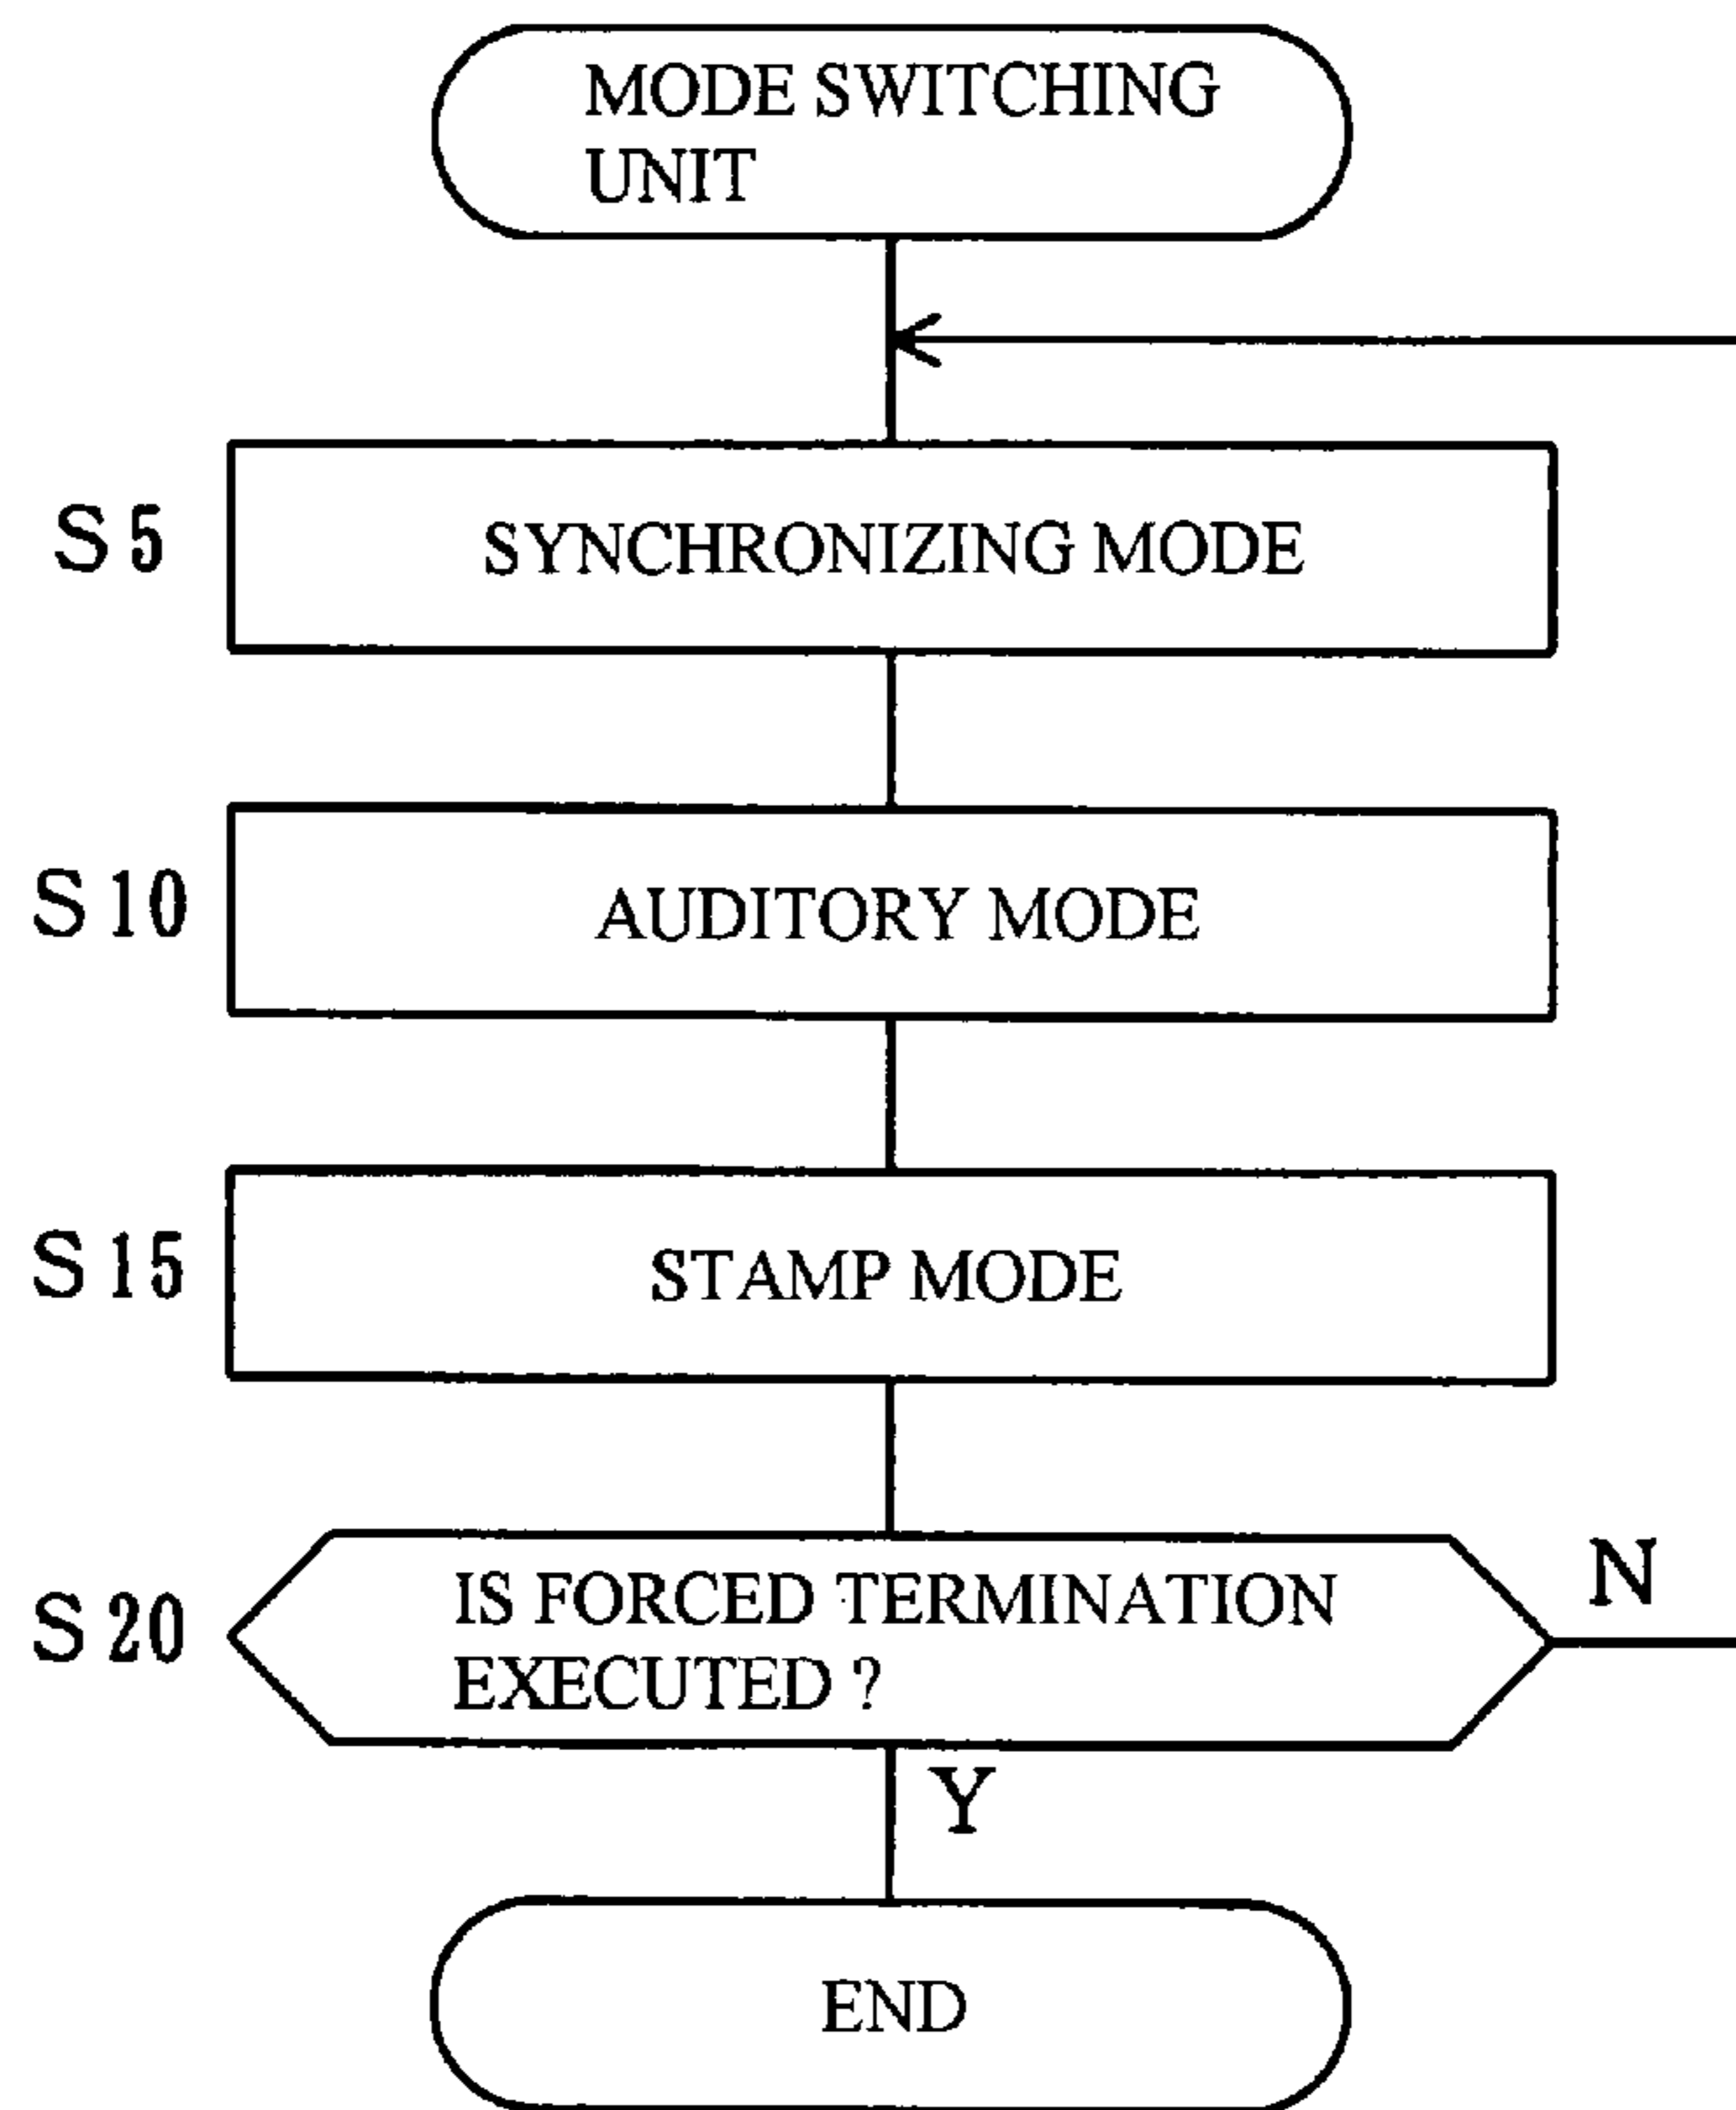 MODE SWITCHING
UNIT
S5
SYNCHRONIZING MODE
S10
AUDITORY MODE
S15
STAMP MODE
S20
IS FORCED TERMINATION
EXECUTED ?
N
Y
END